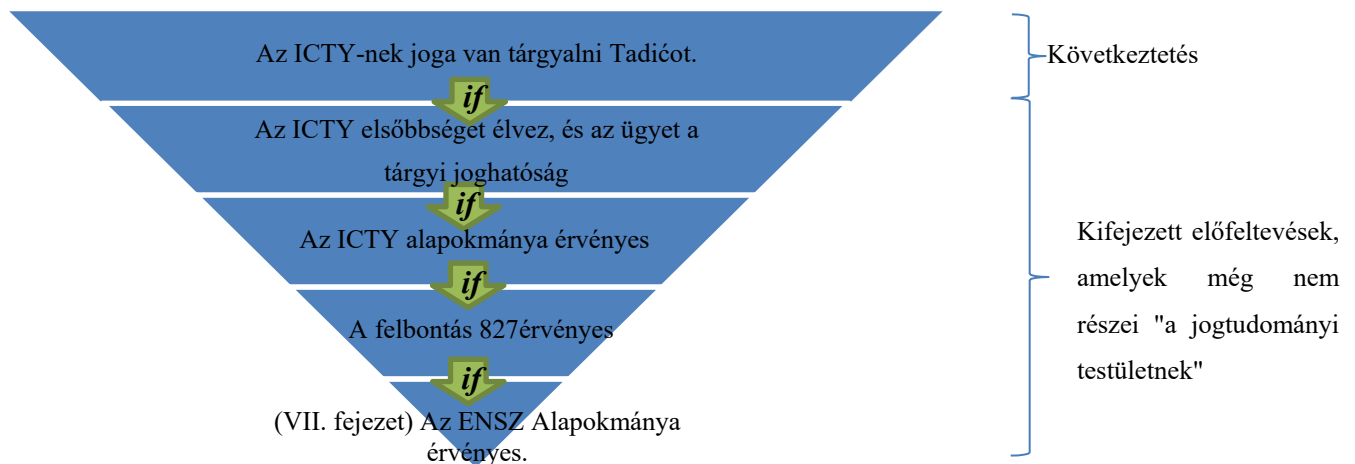 Az ICTY-nek joga van tárgyalni Tadićot.
Következtetés
if
Az ICTY elsőbbséget élvez, és az ügyet a
tárgyi joghatóság
if
Az ICTY alapokmánya érvényes
if
A felbontás 827érvényes
if
(VII. fejezet) Az ENSZ Alapokmánya
érvényes.
Kifejezett előfeltevések,
amelyek még nem
részei "a jogtudományi
testületnek"